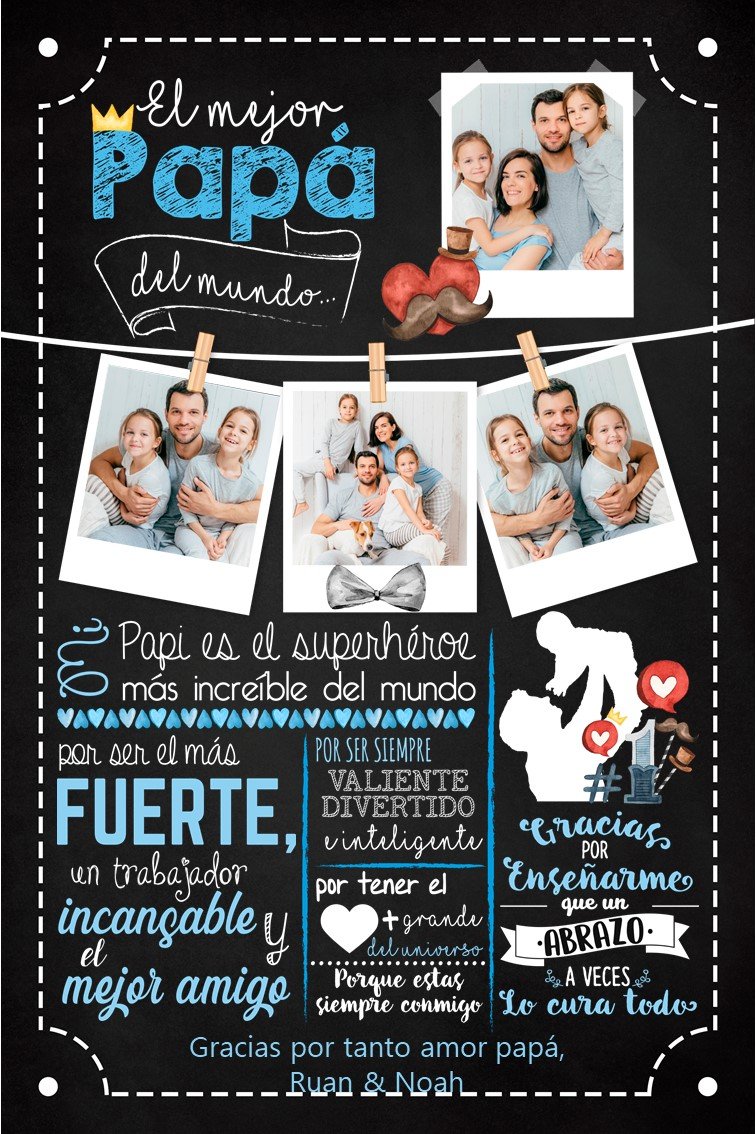 El mejor
Papá
del mundo...
Mi Papi es el superhéroe
más increíble del mundo
por ser el más
FUERTE,
un trabajador
incançable y
el
mejor amigo
POR SER SIEMPRE
VALIENTE
DIVERTIDO
e inteligente
por tener el
+ grande
del universo
Porque estas
siempre conmigo
#1
Gracias
POR
Enseñarme
que un
ABRAZO
A VECES
Lo cura todo
Gracias por tanto amor papá,
Ruan & Noah